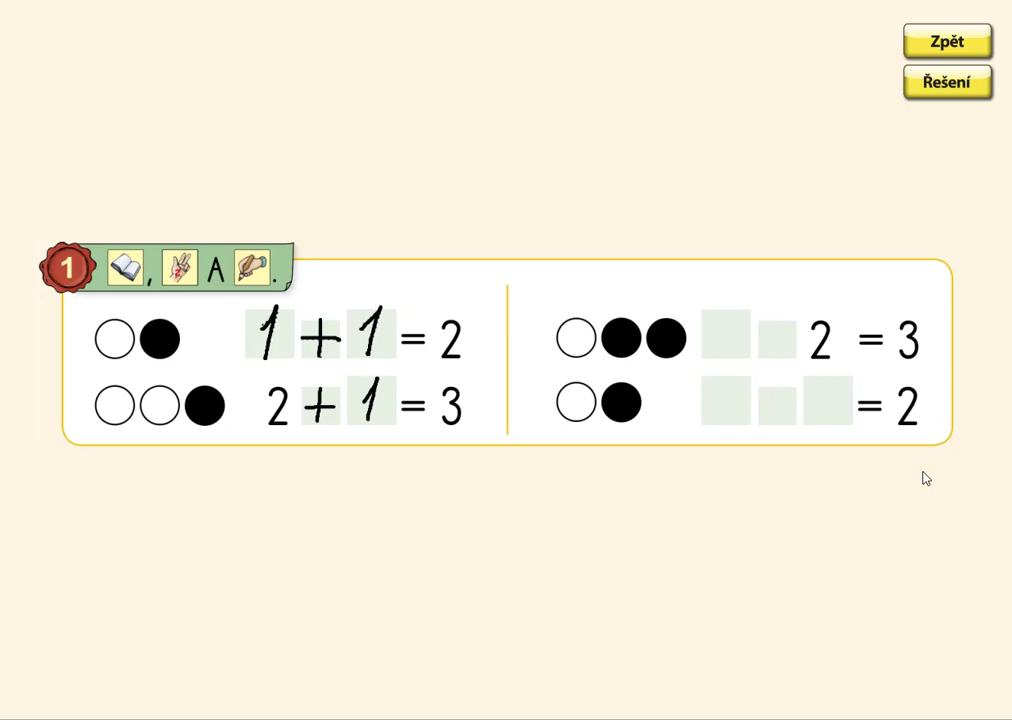 Zpět
Řešení
1 , A .
1 + 1 = 2
2 + 1 = 3
2 = 3
= 2